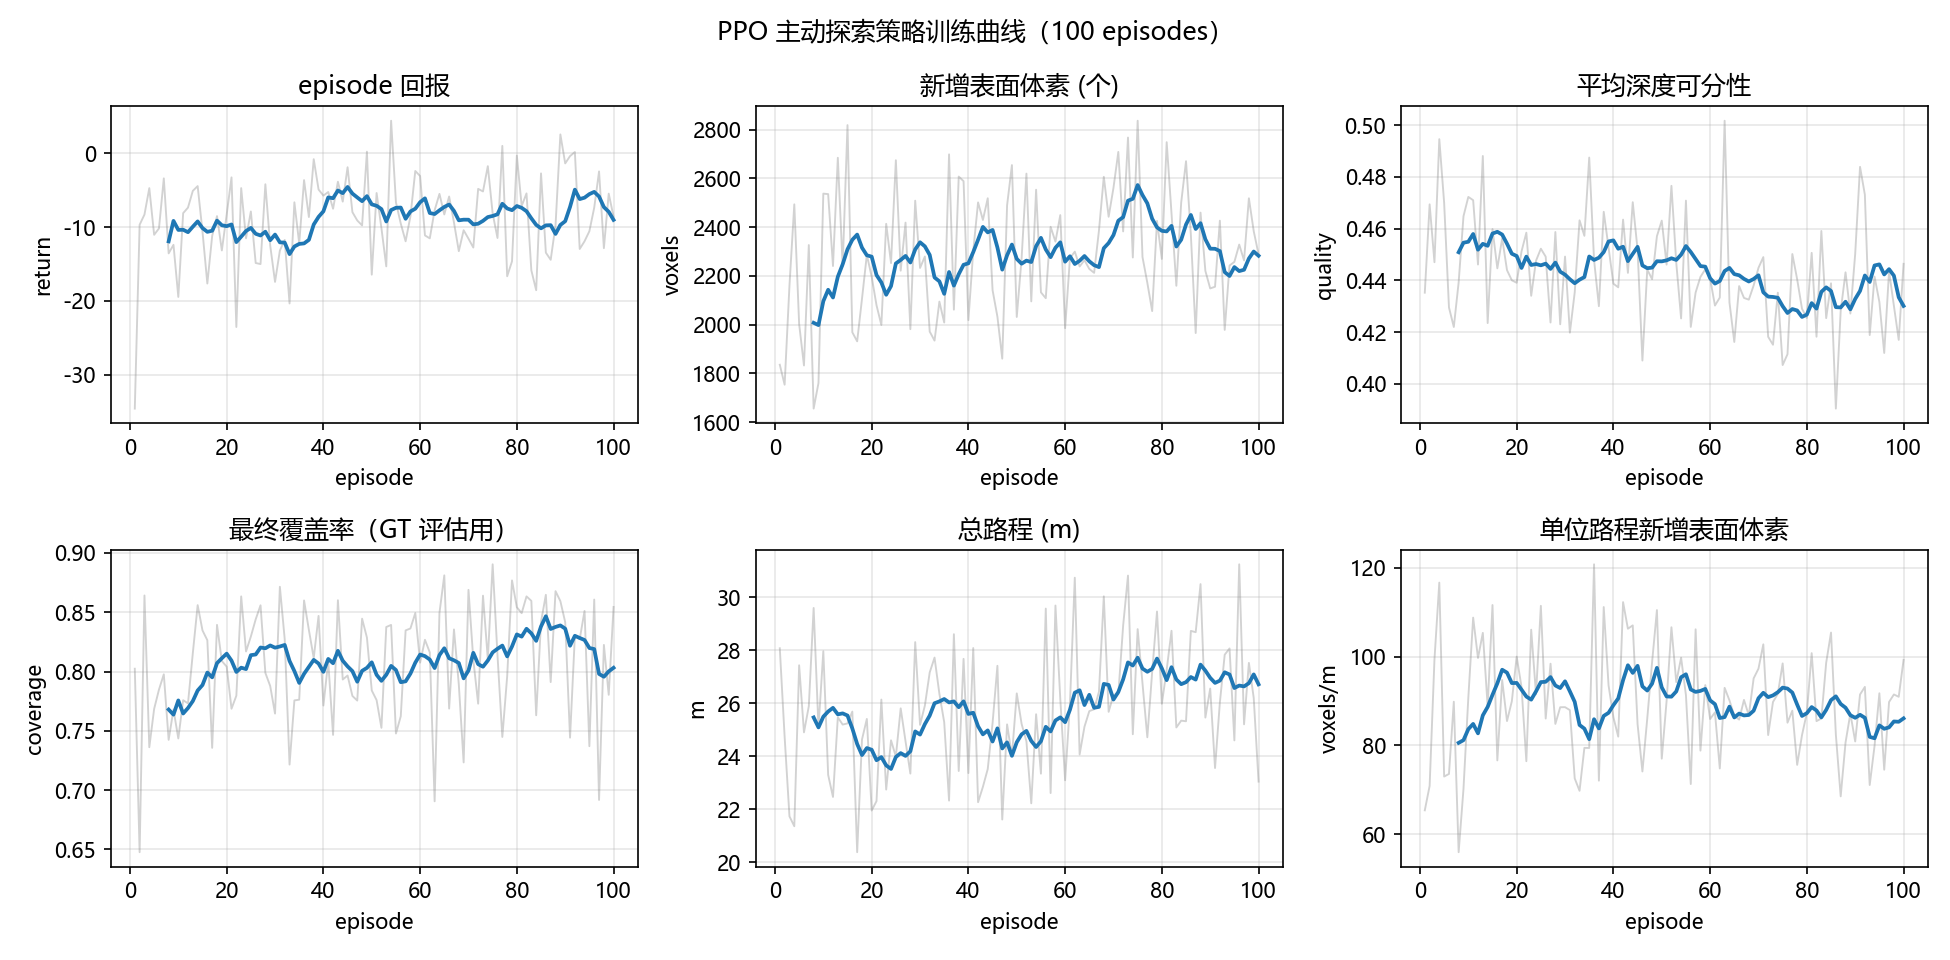 PPO 主动探索策略训练曲线（100 episodes）
episode 回报
return
0
-10
-20
-30
0 20 40 60 80 100
episode
新增表面体素 (个)
voxels
2800
2600
2400
2200
2000
1800
1600
0 20 40 60 80 100
episode
平均深度可分性
quality
0.50
0.48
0.46
0.44
0.42
0.40
0 20 40 60 80 100
episode
最终覆盖率（GT 评估用）
coverage
0.90
0.85
0.80
0.75
0.70
0.65
0 20 40 60 80 100
episode
总路程 (m)
m
30
28
26
24
22
20
0 20 40 60 80 100
episode
单位路程新增表面体素
voxels/m
120
100
80
60
0 20 40 60 80 100
episode